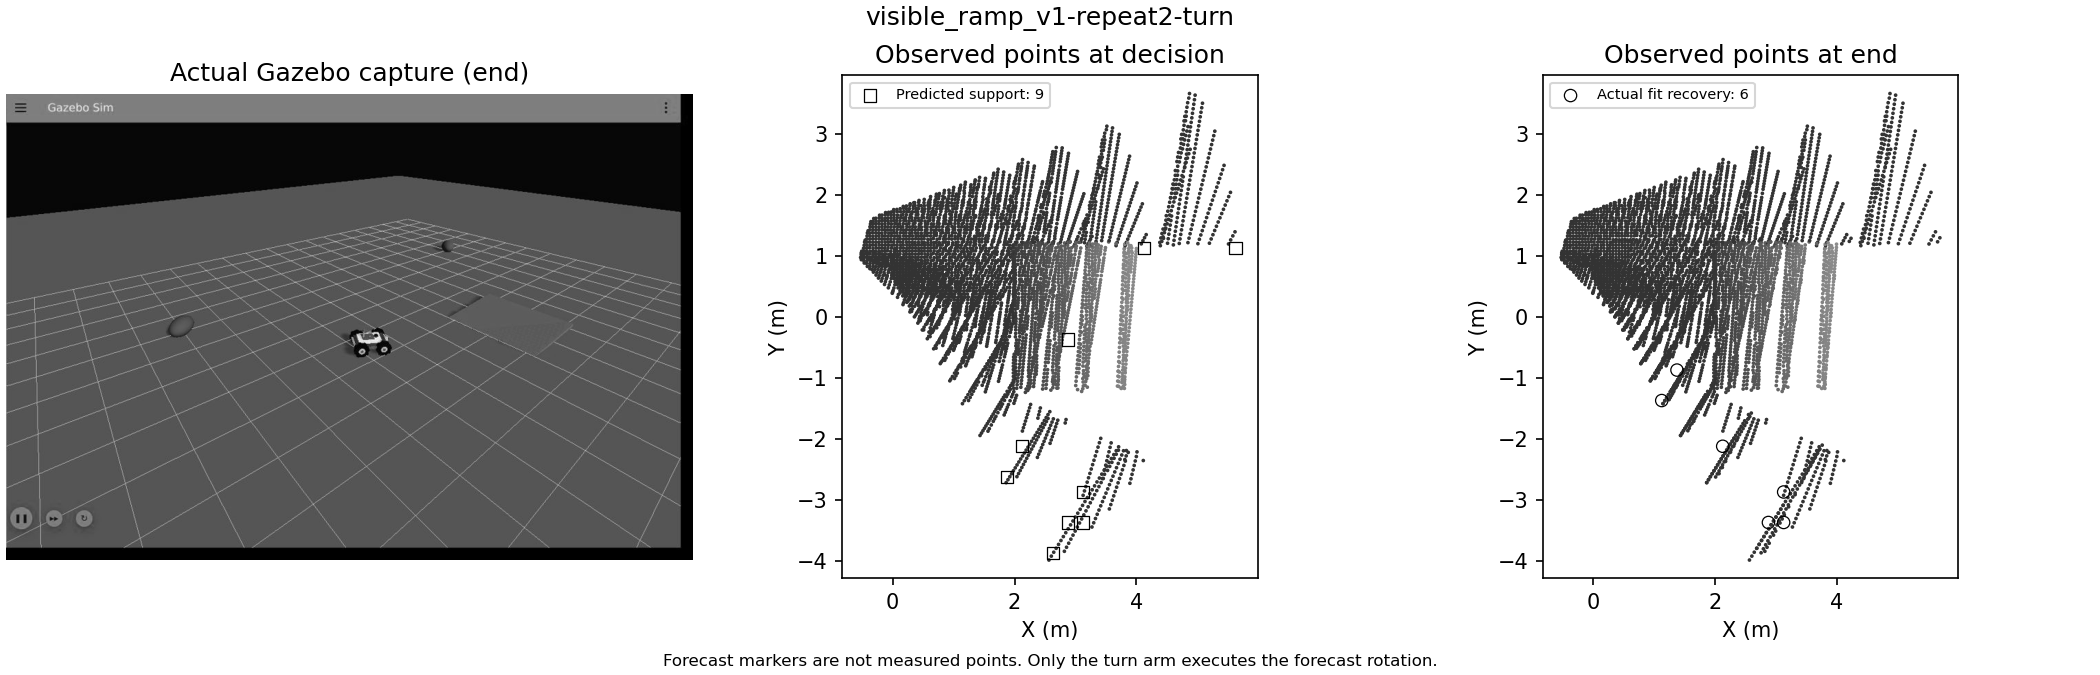 visible_ramp_v1-repeat2-turn
Actual Gazebo capture (end)
Gazebo Sim
Observed points at decision
Predicted support: 9
3
2
1
0
−1
−2
−3
−4
Y (m)
0 2 4
X (m)
Observed points at end
Actual fit recovery: 6
3
2
1
0
−1
−2
−3
−4
Y (m)
0 2 4
X (m)
Forecast markers are not measured points. Only the turn arm executes the forecast rotation.